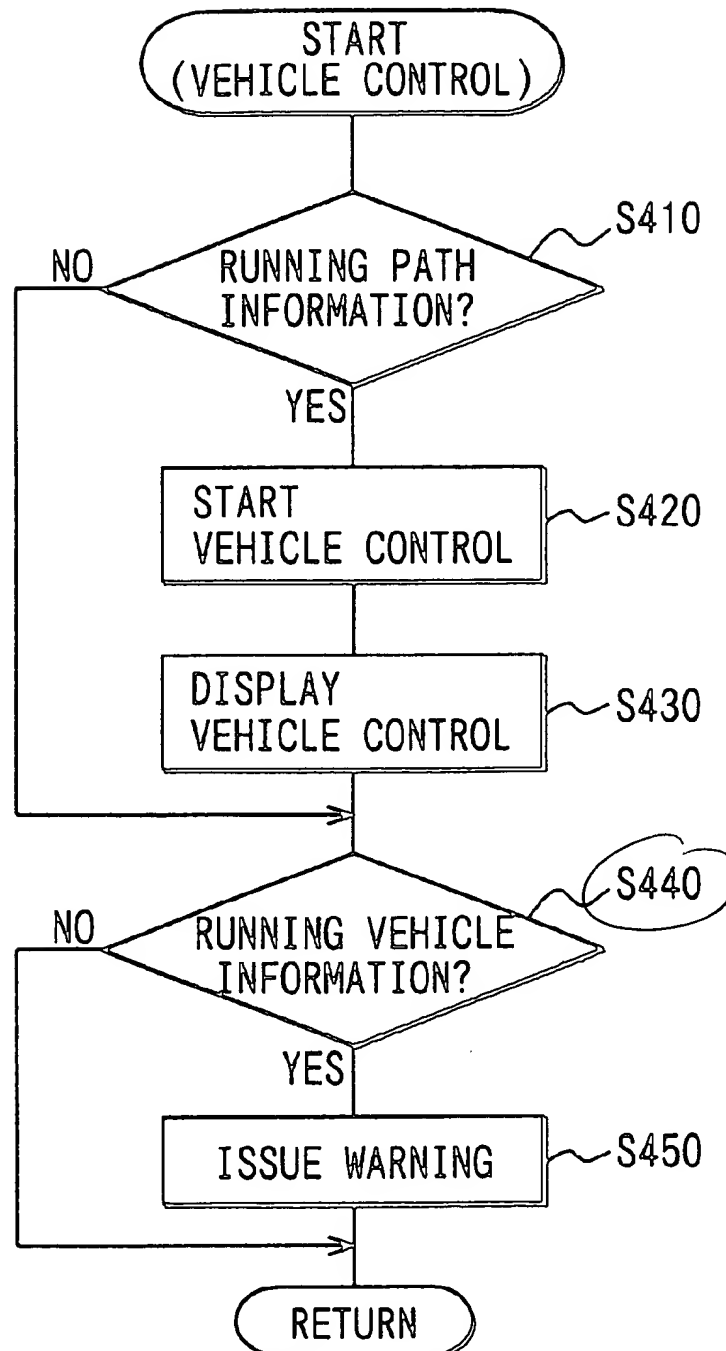 START
(VEHICLE CONTROL)
S410
NO
RUNNING PATH
INFORMATION?
YES
START
VEHICLE CONTROL
S420
DISPLAY
VEHICLE CONTROL
S430
S440
NO
RUNNING VEHICLE
INFORMATION?
YES
ISSUE WARNING
S450
RETURN